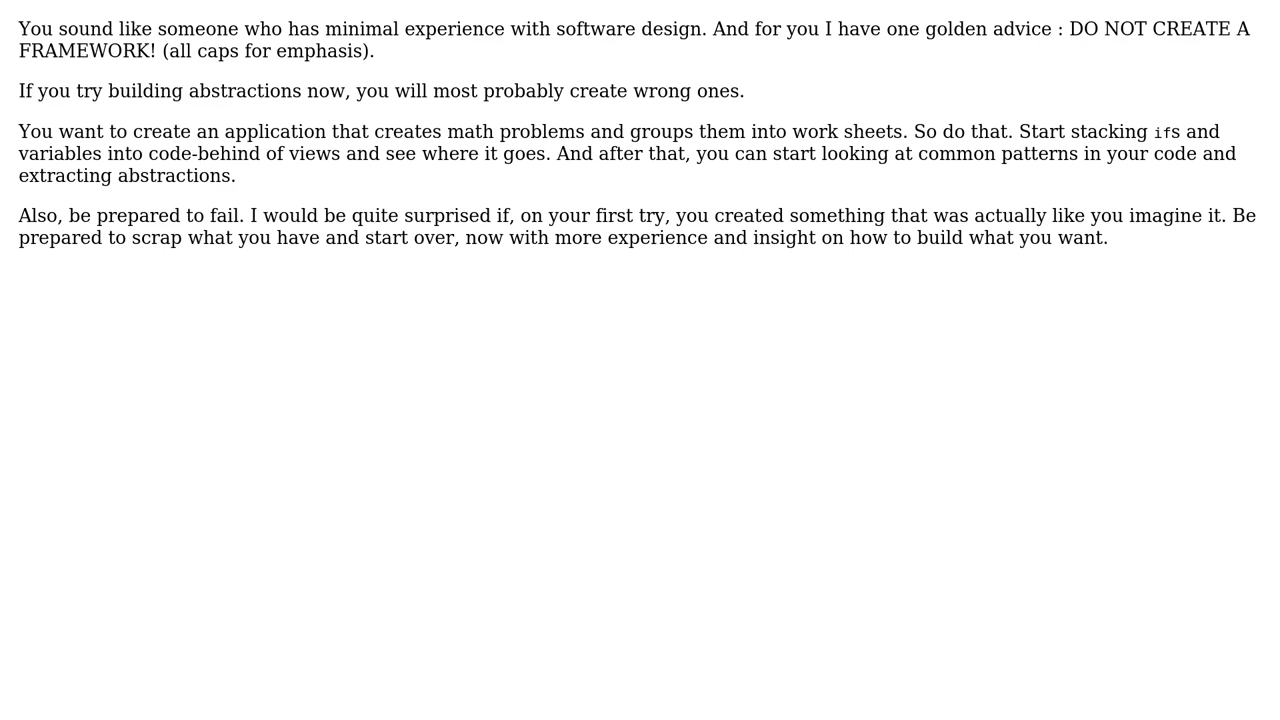 You sound like someone who has minimal experience with software design. And for you I have one golden advice : DO NOT CREATE A
FRAMEWORK! (all caps for emphasis).
If you try building abstractions now, you will most probably create wrong ones.
You want to create an application that creates math problems and groups them into work sheets. So do that. Start stacking ifs and
variables into code-behind of views and see where it goes. And after that, you can start looking at common patterns in your code and
extracting abstractions.
Also, be prepared to fail. I would be quite surprised if, on your first try, you created something that was actually like you imagine it. Be
prepared to scrap what you have and start over, now with more experience and insight on how to build what you want.